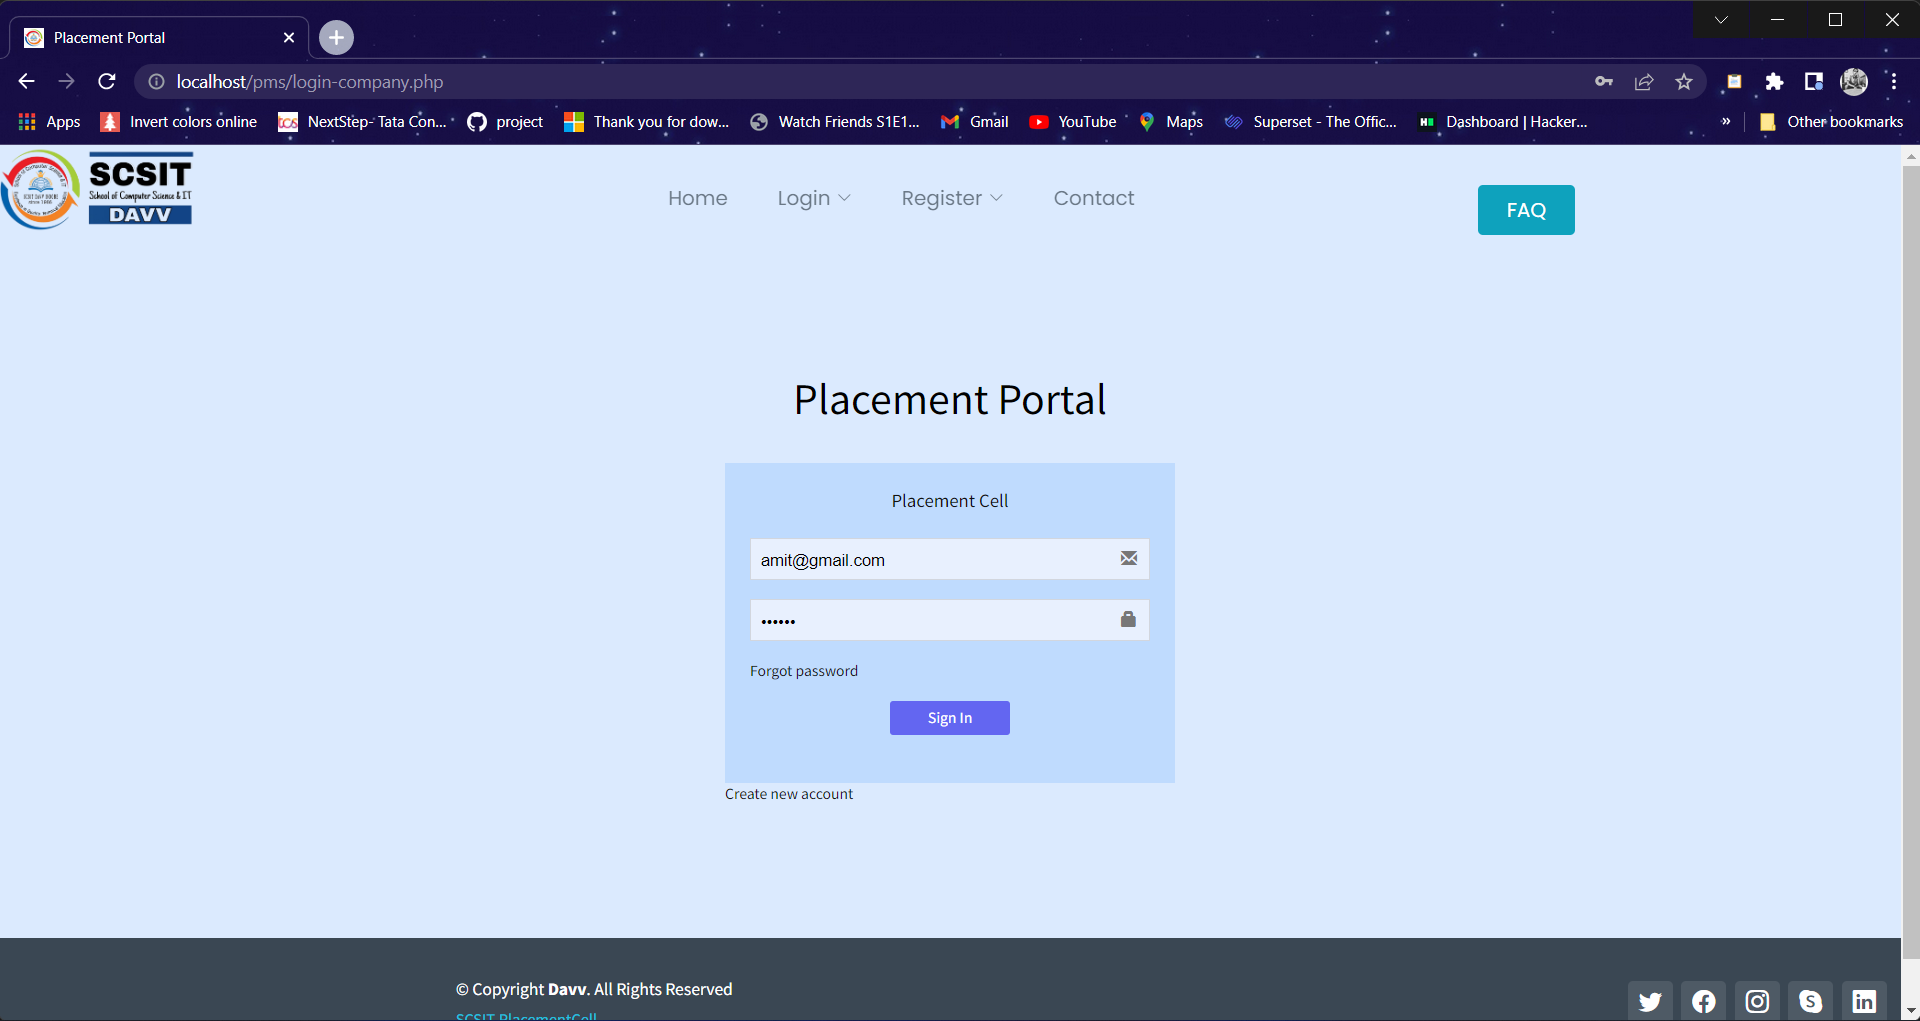 Placement Portal
localhost/pms/login-company.php
Apps
Invert colors online
NextStep- Tata Con...
project
Thank you for dow...
Watch Friends S1E1...
Gmail
YouTube
Maps
Superset - The Offic...
Dashboard | Hacker...
»
Other bookmarks
SCSIT
School of Computer Science & IT
DAVV
Home
Login
Register
Contact
FAQ
Placement Portal
Placement Cell
amit@gmail.com
••••••
Forgot password
Sign In
Create new account
© Copyright Davv. All Rights Reserved
SCSIT PlacementCell